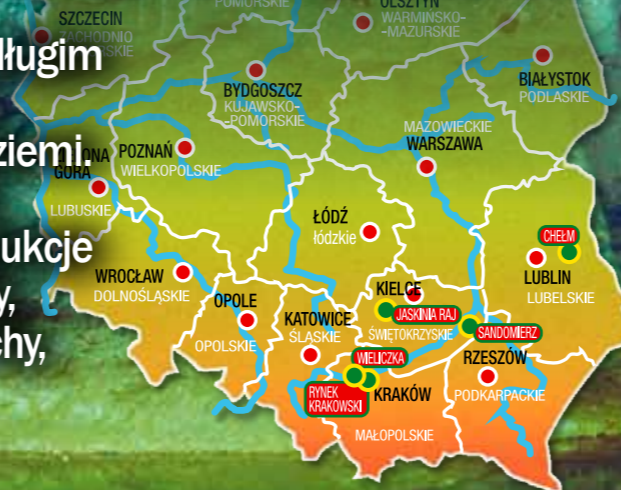 POMORSKIE
OLSZTYN
SZCZECIN
ZACHODNIO
POMORSKIE
WARMIŃSKO-
-MAZURSKIE
ługim
BIAŁYSTOK
PODLASKIE
BYDGOSZCZ
KUJAWSKO-
-POMORSKIE
MAZOWIECKIE
WARSZAWA
ziemi.
GÓRA
LUBUSKIE
POZNAŃ
WIELKOPOLSKIE
ŁÓDŹ
łódzkie
CHEŁM
LUBLIN
LUBELSKIE
ukcje
y,
chy,
WROCŁAW
DOLNOŚLĄSKIE
OPOLE
OPOLSKIE
KATOWICE
ŚLĄSKIE
KIELCE
JASKINIA RAJ
ŚWIĘTOKRZYSKIE
SANDOMIERZ
RZESZÓW
PODKARPACKIE
WIELICZKA
RYNEK
KRAKOWSKI
KRAKÓW
MAŁOPOLSKIE